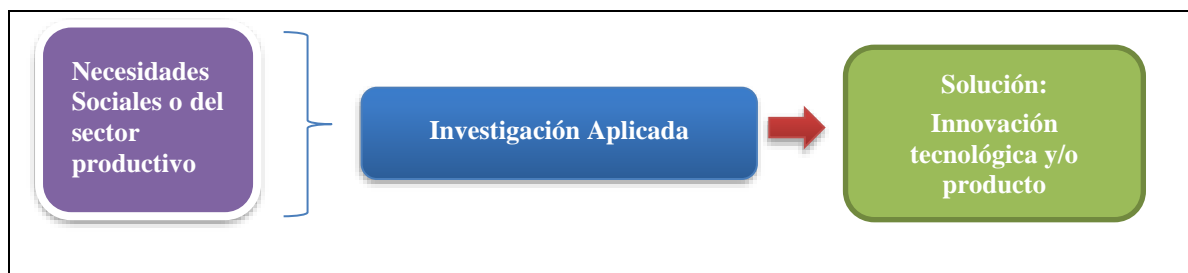 Necesidades
Sociales o del
sector
productivo
Investigación Aplicada
Solución:
Innovación
tecnológica y/o
producto